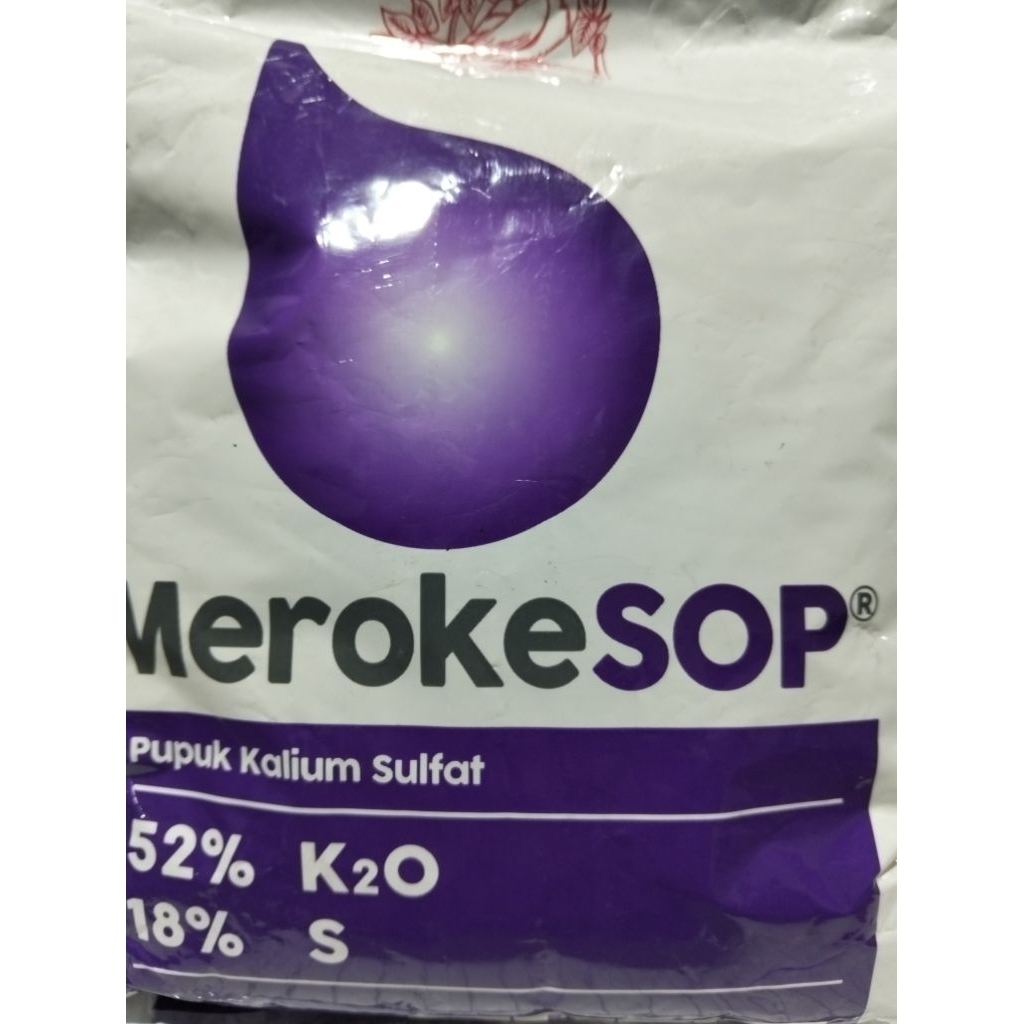 MerokeSOP®
Pupuk Kalium Sulfat
52% K2O
18% S